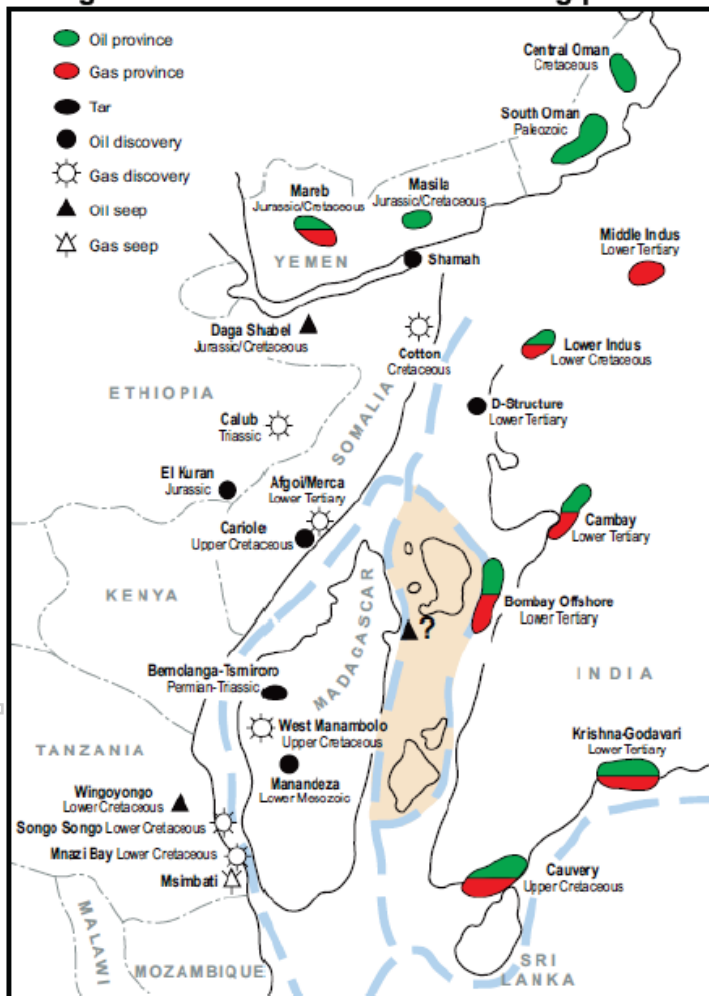 Oil province
Gas province
Tar
Oil discovery
Gas discovery
Oil seep
Gas seep
Central Oman
Cretaceous
South Oman
Paleozoic
Mareb
Jurassic/Cretaceous
Masila
Jurassic/Cretaceous
YEMEN
Shamah
Middle Indus
Lower Tertiary
Daga Shabel
Jurassic/Cretaceous
Cotton
Cretaceous
Lower Indus
Lower Cretaceous
ETHIOPIA
SOMALIA
D-Structure
Lower Tertiary
Calub
Triassic
El Kuran
Jurassic
Afgoi/Merca
Lower Tertiary
Cariole
Upper Cretaceous
Cambay
Lower Tertiary
KENYA
MADAGASCAR
?
Bombay Offshore
Lower Tertiary
Bemolanga-Tsmiroro
Permian-Triassic
INDIA
West Manambolo
Upper Cretaceous
Krishna-Godavari
Lower Tertiary
TANZANIA
Manandeza
Lower Mesozoic
Wingoyongo
Lower Cretaceous
Songo Songo Lower Cretaceous
Mnazi Bay Lower Cretaceous
Msimbati
Cauvery
Upper Cretaceous
MALAWI
MOZAMBIQUE
SRI
LANKA